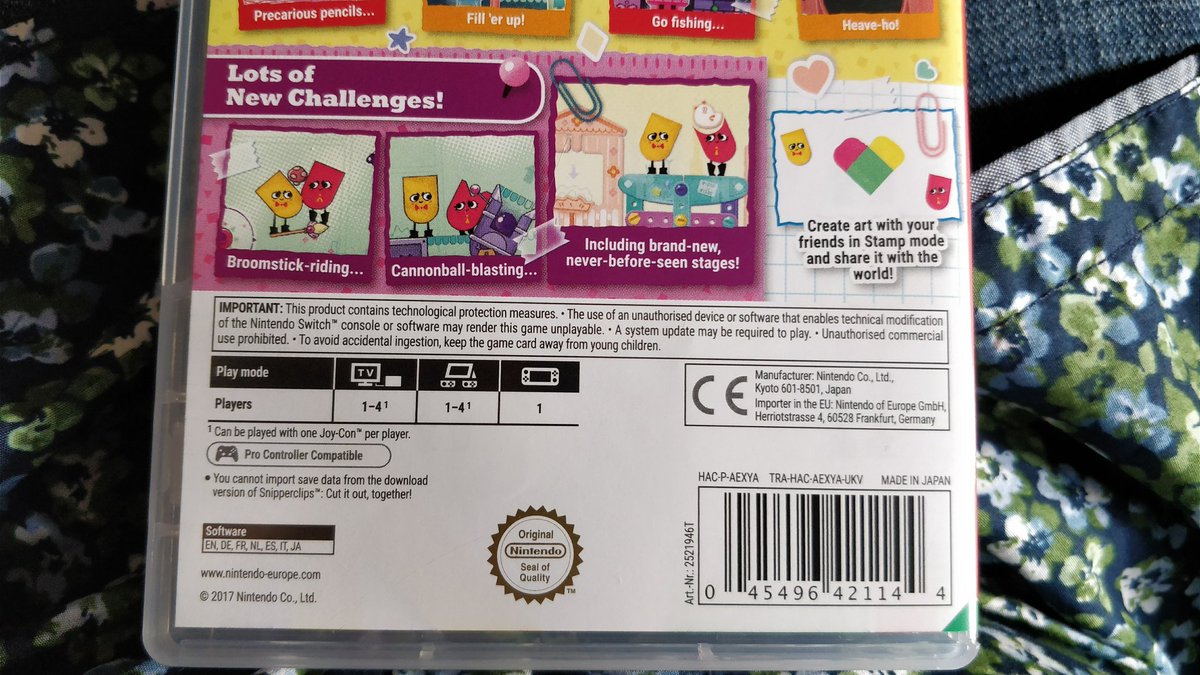 Precarious pencils...
Fill 'er up!
Go fishing...
Heave-ho!
Lots of
New Challenges!
Broomstick-riding...
Cannonball-blasting...
Including brand-new,
never-before-seen stages!
Create art with your
friends in Stamp mode
and share it with the
world!
IMPORTANT: This product contains technological protection measures. • The use of an unauthorised device or software that enables technical modification
of the Nintendo Switch™ console or software may render this game unplayable. • A system update may be required to play. • Unauthorised commercial
use prohibited. • To avoid accidental ingestion, keep the game card away from young children.
Play mode TV
Players 1-4¹ 1-4¹ 1
¹ Can be played with one Joy-Con™ per player.
Pro Controller Compatible
• You cannot import save data from the download
version of Snipperclips™: Cut it out, together!
CE
Manufacturer: Nintendo Co., Ltd.,
Kyoto 601-8501, Japan
Importer in the EU: Nintendo of Europe GmbH,
Herriotstrasse 4, 60528 Frankfurt, Germany
HAC-P-AEXYA TRA-HAC-AEXYA-UKV MADE IN JAPAN
Software
EN, DE, FR, NL, ES, IT, JA
www.nintendo-europe.com
© 2017 Nintendo Co., Ltd.
Original
Nintendo
Seal of
Quality
™
Art.-Nr.: 2521946T
0 45496 42114 4